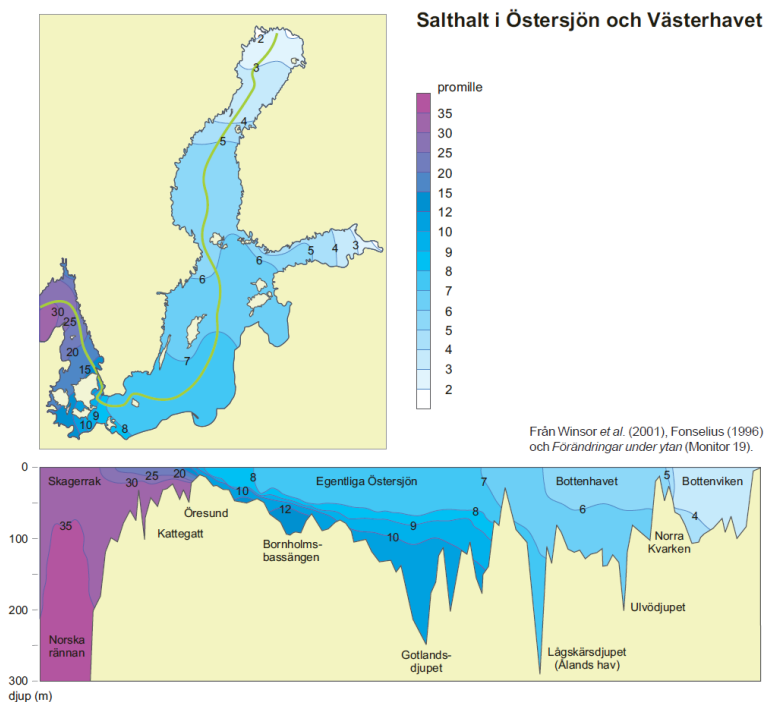 Salthalt i Östersjön och Västerhavet
promille
35
30
25
20
15
12
10
9
8
7
6
5
4
3
2
2
3
4
5
6
5
4
3
6
30
25
20
15
7
9
10
8
Från Winsor et al. (2001), Fonselius (1996)
och Förändringar under ytan (Monitor 19).
0
100
200
300
djup (m)
Skagerrak
30
25
20
8
10
Egentliga Östersjön
7
Bottenhavet
5
Bottenviken
35
Kattegatt
Öresund
12
Bornholms-
bassängen
9
8
10
6
4
Norra
Kvarken
Ulvödjupet
Norska
rännan
Gotlands-
djupet
Lågskärsdjupet
(Ålands hav)